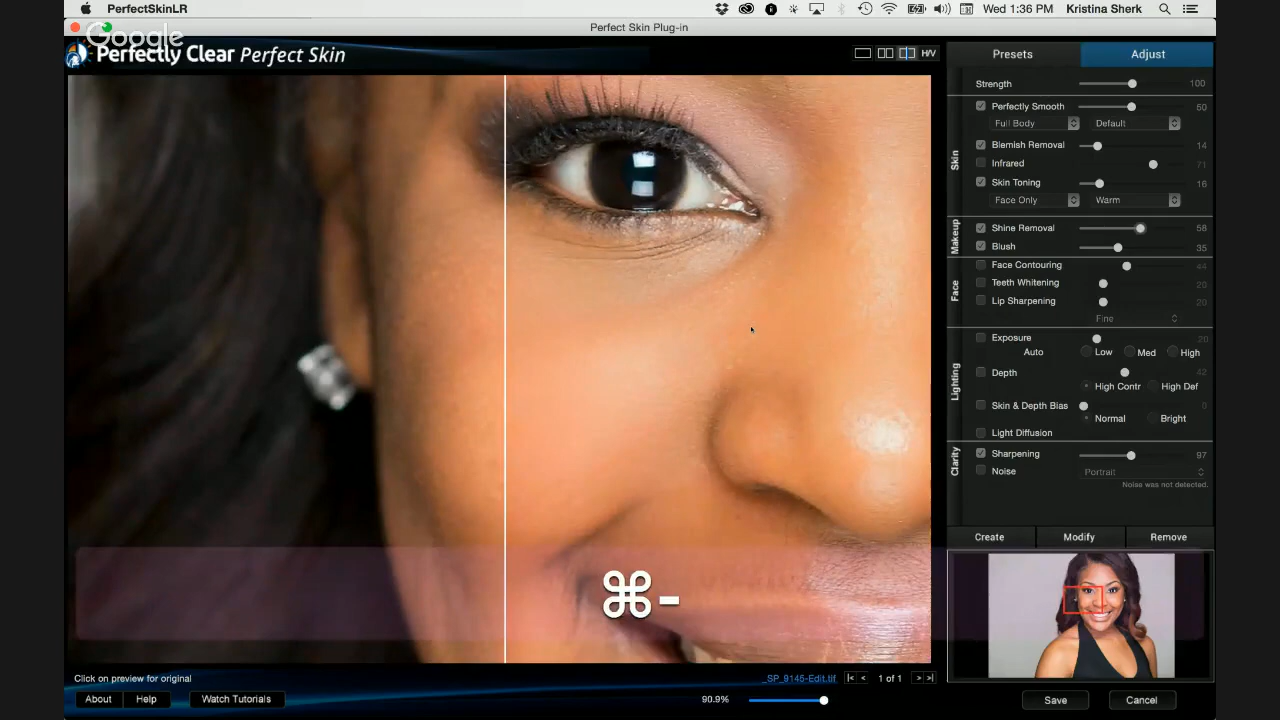 PerfectSkinLR
Wed 1:36 PM Kristina Sherk
Perfect Skin Plug-in
Google
Perfectly Clear Perfect Skin
H/V
Presets Adjust
Strength 100
Skin
Perfectly Smooth 60
Full Body Default
Blemish Removal 14
Infrared 71
Skin Toning 16
Face Only Warm
Makeup
Shine Removal 58
Blush 35
Face
Face Contouring 44
Teeth Whitening 20
Lip Sharpening 20
Fine
Lighting
Exposure 20
Auto Low Med High
Depth 42
High Contr High Def
Skin & Depth Bias 0
Normal Bright
Light Diffusion
Clarity
Sharpening 97
Noise Portrait
Noise was not detected.
Create Modify Remove
⌘-
Click on preview for original
_SP_9145-Edit.tif 1 of 1
About Help Watch Tutorials
90.9%
Save Cancel